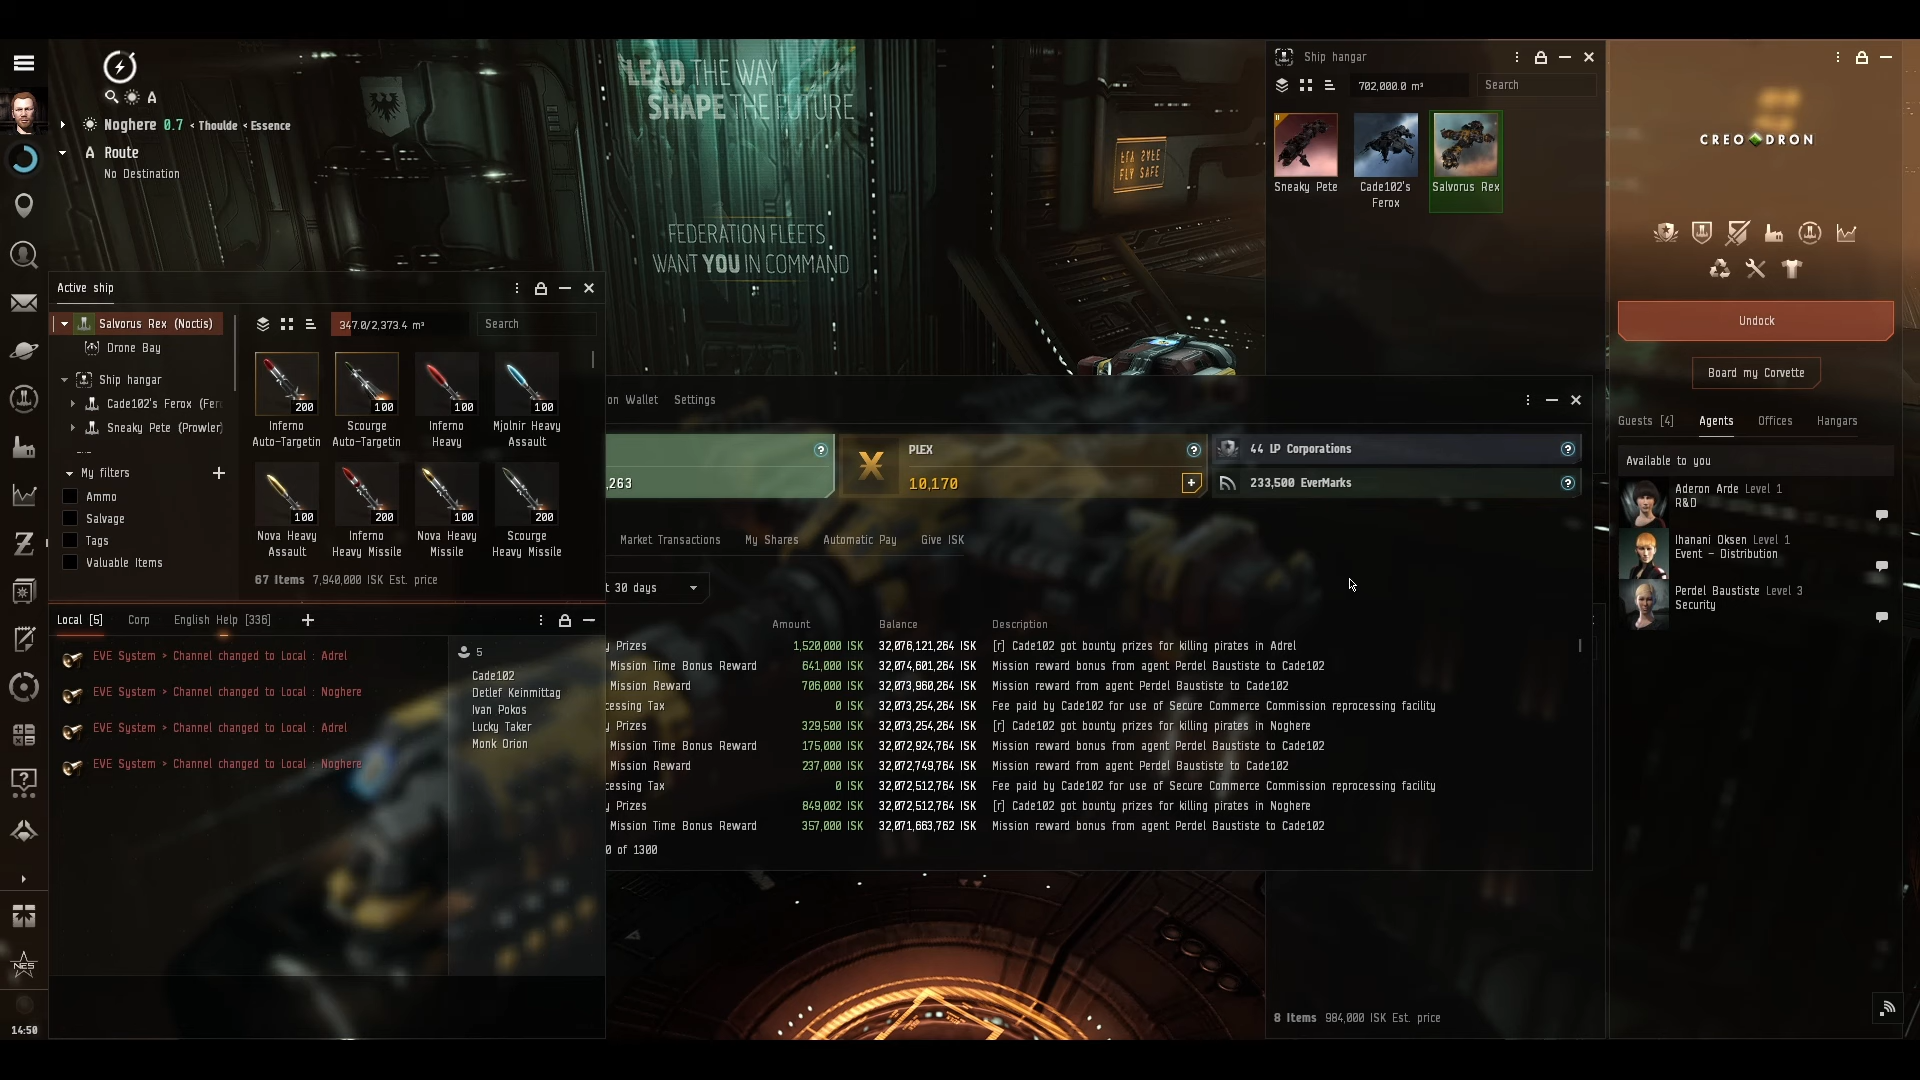 LEAD THE WAY
SHAPE THE FUTURE
FEDERATION FLEETS
WANT YOU IN COMMAND
FLY SAFE
FLY SAFE
A
Noghere 0.7 < Thoulde < Essence
A Route
No Destination
Active ship
Salvorus Rex (Noctis)
Drone Bay
Ship hangar
Cade102's Ferox (Fer
Sneaky Pete (Prowler)
My filters
Ammo
Salvage
Tags
Valuable Items
347.0/2,373.4 m³
Search
200
Inferno
Auto-Targetin
100
Scourge
Auto-Targetin
100
Inferno
Heavy
100
Mjolnir Heavy
Assault
100
Nova Heavy
Assault
200
Inferno
Heavy Missile
100
Nova Heavy
Missile
200
Scourge
Heavy Missile
67 Items 7,940,000 ISK Est. price
Local [5]
Corp
English Help [336]
EVE System > Channel changed to Local : Adrel
EVE System > Channel changed to Local : Noghere
EVE System > Channel changed to Local : Adrel
EVE System > Channel changed to Local : Noghere
5
Cade102
Detlef Keinmittag
Ivan Pokos
Lucky Taker
Monk Orion
NES
14:50
on Wallet
Settings
,263
PLEX
10,170
44 LP Corporations
233,500 EverMarks
Market Transactions
My Shares
Automatic Pay
Give ISK
t 30 days
Amount Balance Description
y Prizes 1,520,000 ISK 32,076,121,264 ISK [r] Cade102 got bounty prizes for killing pirates in Adrel
Mission Time Bonus Reward 641,000 ISK 32,074,601,264 ISK Mission reward bonus from agent Perdel Baustiste to Cade102
Mission Reward 706,000 ISK 32,073,960,264 ISK Mission reward from agent Perdel Baustiste to Cade102
cessing Tax 0 ISK 32,073,254,264 ISK Fee paid by Cade102 for use of Secure Commerce Commission reprocessing facility
y Prizes 329,500 ISK 32,073,254,264 ISK [r] Cade102 got bounty prizes for killing pirates in Noghere
Mission Time Bonus Reward 175,000 ISK 32,072,924,764 ISK Mission reward bonus from agent Perdel Baustiste to Cade102
Mission Reward 237,000 ISK 32,072,749,764 ISK Mission reward from agent Perdel Baustiste to Cade102
cessing Tax 0 ISK 32,072,512,764 ISK Fee paid by Cade102 for use of Secure Commerce Commission reprocessing facility
y Prizes 849,002 ISK 32,072,512,764 ISK [r] Cade102 got bounty prizes for killing pirates in Noghere
Mission Time Bonus Reward 357,000 ISK 32,071,663,762 ISK Mission reward bonus from agent Perdel Baustiste to Cade102
0 of 1300
Ship hangar
702,000.0 m³
Search
Sneaky Pete
Cade102's
Ferox
Salvorus Rex
8 Items 984,000 ISK Est. price
CREODRON
Undock
Board my Corvette
Guests [4]
Agents
Offices
Hangars
Available to you
Aderon Arde Level 1
R&D
Ihanani Oksen Level 1
Event - Distribution
Perdel Baustiste Level 3
Security